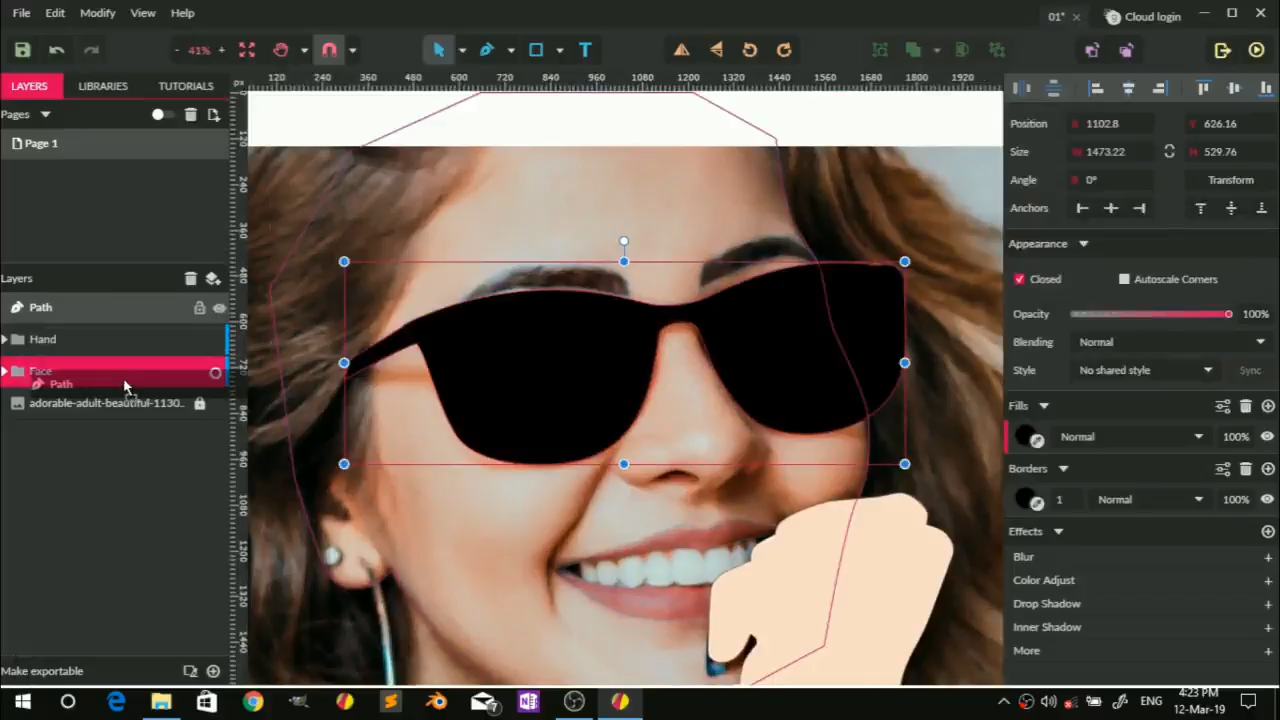 File Edit Modify View Help
01* Cloud login
- 41% +
T
LAYERS LIBRARIES TUTORIALS
px 120 240 360 480 600 720 840 960 1080 1200 1320 1440 1560 1680 1800 1920
Pages
Page 1
Layers
Path
Hand
Face
Path
adorable-adult-beautiful-1130..
Make exportable
0 120 240 360 480 600 720 840 960 1080 1200 1320 1440
Position X 1102.8 Y 626.16
Size W 1473.22 H 529.76
Angle R 0° Transform
Anchors
Appearance
Closed Autoscale Corners
Opacity 100%
Blending Normal
Style No shared style Sync
Fills
Normal 100%
Borders
1 Normal 100%
Effects
Blur +
Color Adjust +
Drop Shadow +
Inner Shadow +
More +
7 ENG 4:23 PM
12-Mar-19